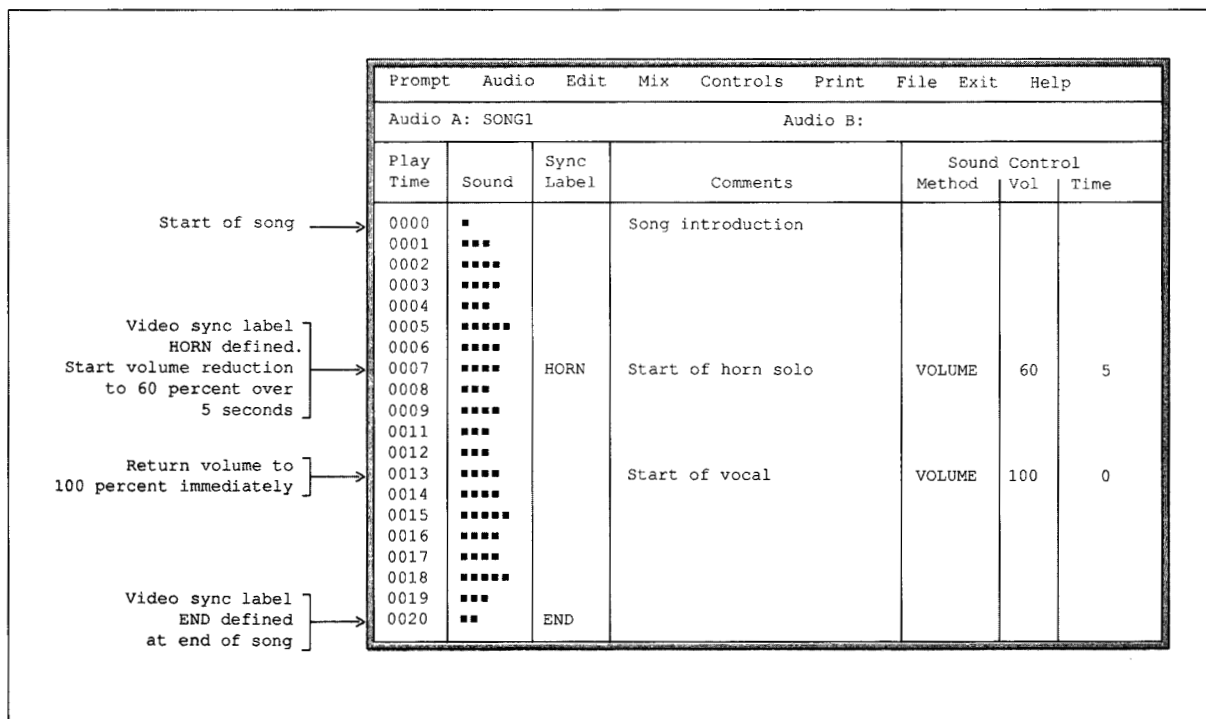 Prompt Audio Edit Mix Controls Print File Exit Help
Audio A: SONG1 Audio B:
Play Time Sound Sync Label Comments Sound Control
Method Vol Time
Start of song
0000 Song introduction
0001
0002
0003
0004
Video sync label
HORN defined.
Start volume reduction
to 60 percent over
5 seconds
0005
0006
0007 HORN Start of horn solo VOLUME 60 5
0008
0009
0011
0012
Return volume to
100 percent immediately
0013 Start of vocal VOLUME 100 0
0014
0015
0016
0017
0018
0019
Video sync label
END defined
at end of song
0020 END